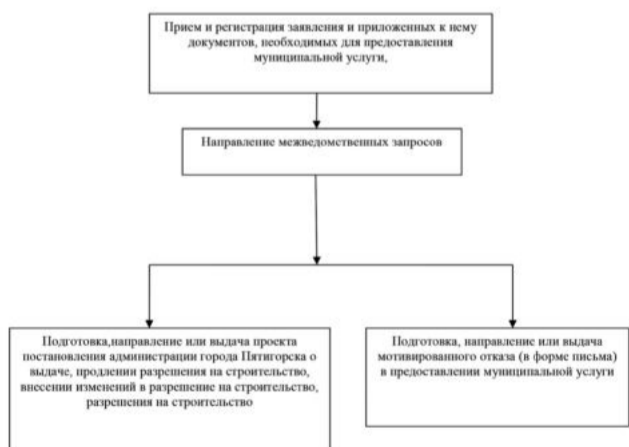 Прием и регистрация заявления и приложенных к нему
документов, необходимых для предоставления
муниципальной услуги,
Направление межведомственных запросов
Подготовка,направление или выдача проекта
постановления администрации города Пятигорска о
выдаче, продлении разрешения на строительство,
внесении изменений в разрешение на строительство,
разрешения на строительство
Подготовка, направление или выдача
мотивированного отказа (в форме письма)
в предоставлении муниципальной услуги